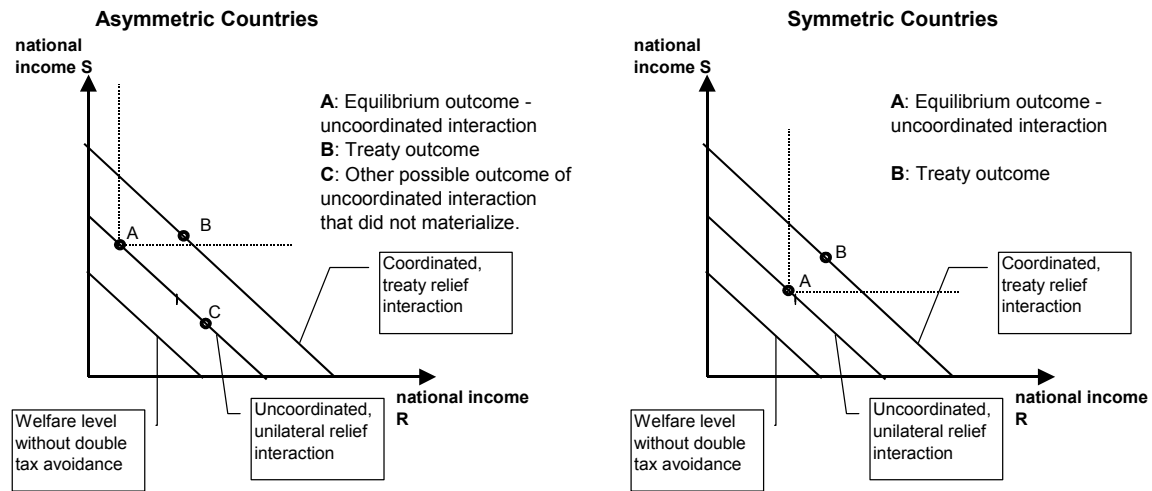 Asymmetric Countries
national
income S
A: Equilibrium outcome -
uncoordinated interaction
B: Treaty outcome
C: Other possible outcome of
uncoordinated interaction
that did not materialize.
B
A
C
Coordinated,
treaty relief
interaction
national income
R
Welfare level
without double
tax avoidance
Uncoordinated,
unilateral relief
interaction
Symmetric Countries
national
income S
A: Equilibrium outcome -
uncoordinated interaction
B: Treaty outcome
B
A
Coordinated,
treaty relief
interaction
national income
R
Welfare level
without double
tax avoidance
Uncoordinated,
unilateral relief
interaction